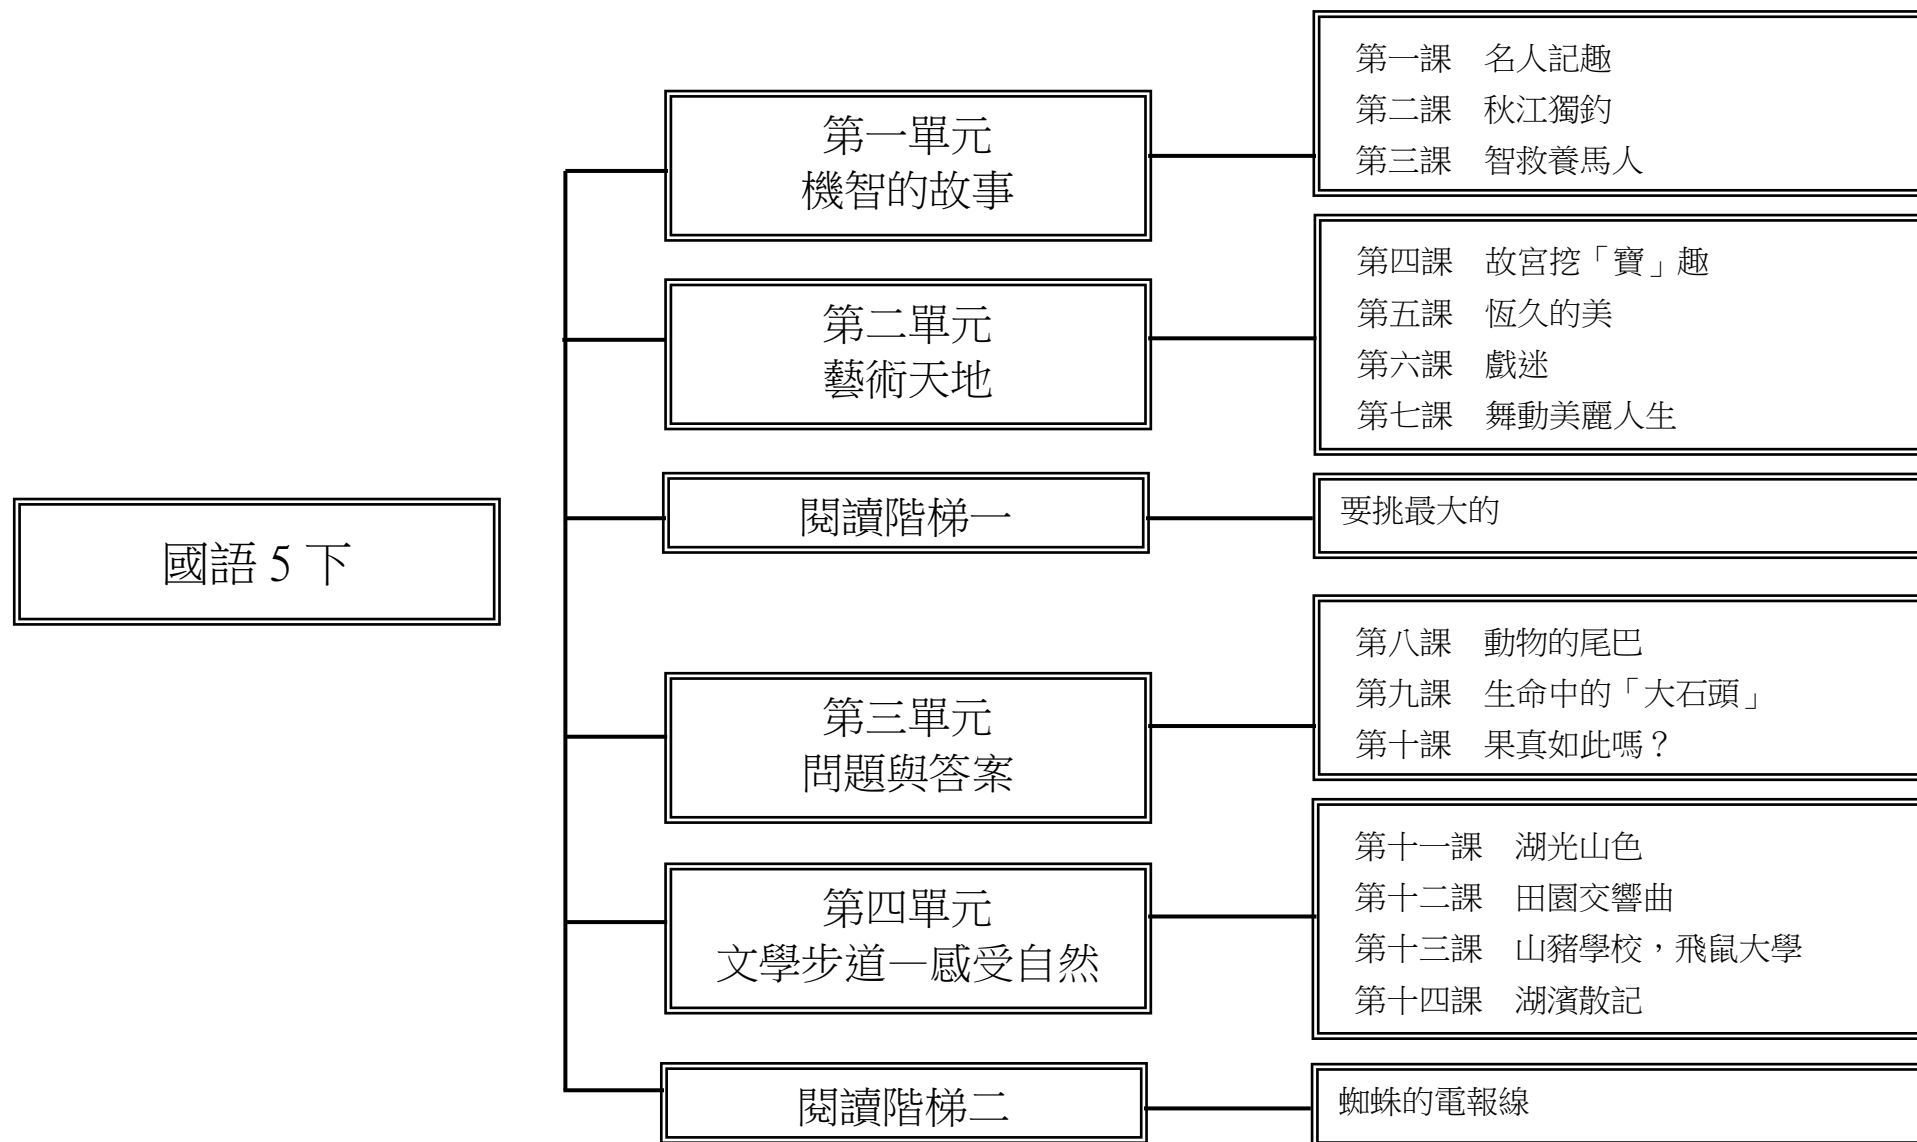 國語 5 下
第一單元
機智的故事
第一課　名人記趣
第二課　秋江獨釣
第三課　智救養馬人
第二單元
藝術天地
第四課　故宮挖「寶」趣
第五課　恆久的美
第六課　戲迷
第七課　舞動美麗人生
閱讀階梯一
要挑最大的
第三單元
問題與答案
第八課　動物的尾巴
第九課　生命中的「大石頭」
第十課　果真如此嗎？
第四單元
文學步道—感受自然
第十一課　湖光山色
第十二課　田園交響曲
第十三課　山豬學校，飛鼠大學
第十四課　湖濱散記
閱讀階梯二
蜘蛛的電報線